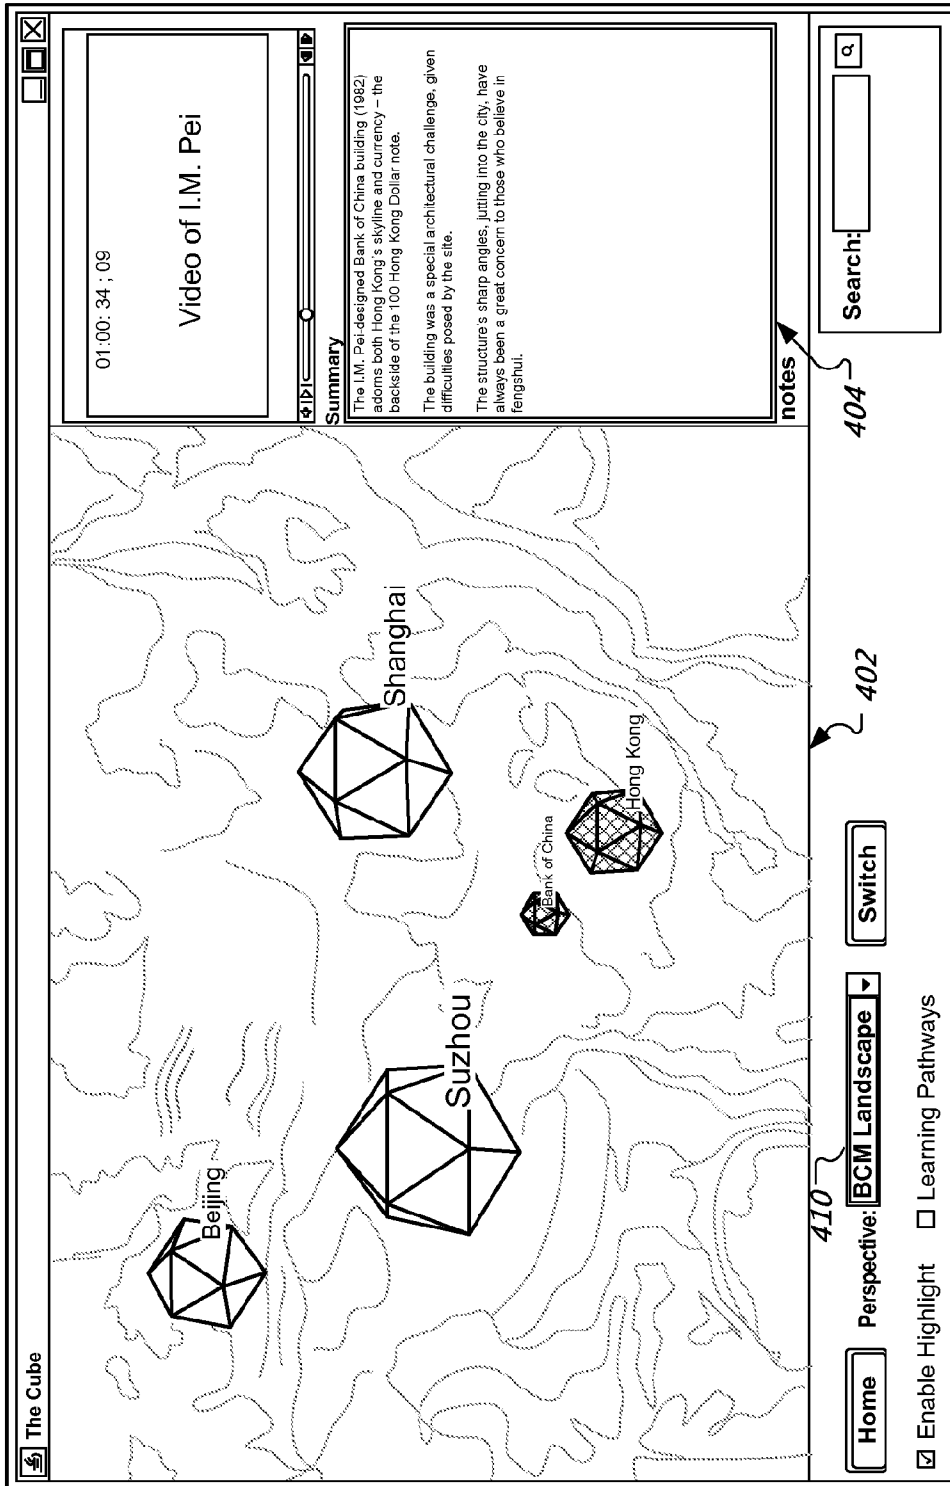 The Cube
Beijing
Suzhou
Shanghai
Bank of China
Hong Kong
01:00: 34 ; 09
Video of I.M. Pei
Summary
The I.M. Pei-designed Bank of China building (1982)
adorns both Hong Kong's skyline and currency – the
backside of the 100 Hong Kong Dollar note.
The building was a special architectural challenge, given
difficulties posed by the site.
The structure's sharp angles, jutting into the city, have
always been a great concern to those who believe in
fengshui.
notes
404
402
410
Home
Perspective: BCM Landscape
Switch
Search:
Enable Highlight
Learning Pathways